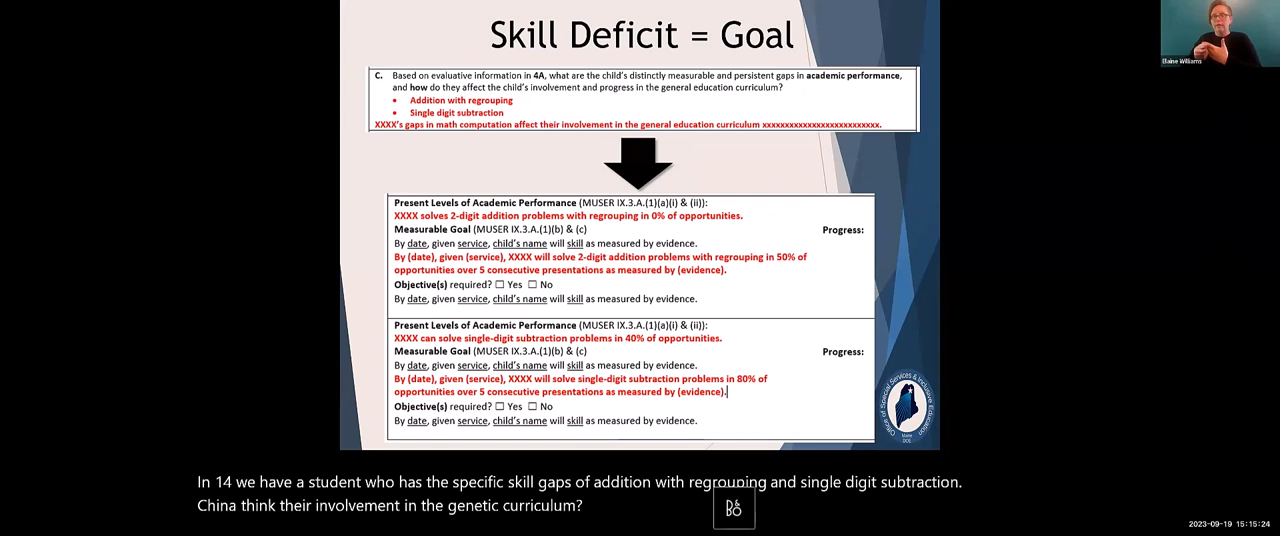 Skill Deficit = Goal
Elaine Williams
C. Based on evaluative information in 4A, what are the child's distinctly measurable and persistent gaps in academic performance,
and how do they affect the child's involvement and progress in the general education curriculum?
• Addition with regrouping
• Single digit subtraction
XXXX's gaps in math computation affect their involvement in the general education curriculum xxxxxxxxxxxxxxxxxxxxxxxxxx.
Present Levels of Academic Performance (MUSER IX.3.A.(1)(a)(i) & (ii)):
XXXX solves 2-digit addition problems with regrouping in 0% of opportunities.
Measurable Goal (MUSER IX.3.A.(1)(b) & (c) Progress:
By date, given service, child's name will skill as measured by evidence.
By (date), given (service), XXXX will solve 2-digit addition problems with regrouping in 50% of
opportunities over 5 consecutive presentations as measured by (evidence).
Objective(s) required? ☐ Yes ☐ No
By date, given service, child's name will skill as measured by evidence.
Present Levels of Academic Performance (MUSER IX.3.A.(1)(a)(i) & (ii)):
XXXX can solve single-digit subtraction problems in 40% of opportunities.
Measurable Goal (MUSER IX.3.A.(1)(b) & (c) Progress:
By date, given service, child's name will skill as measured by evidence.
By (date), given (service), XXXX will solve single-digit subtraction problems in 80% of
opportunities over 5 consecutive presentations as measured by (evidence).
Objective(s) required? ☐ Yes ☐ No
By date, given service, child's name will skill as measured by evidence.
Office of Special Services & Inclusive Education
Maine
DOE
In 14 we have a student who has the specific skill gaps of addition with regrouping and single digit subtraction.
China think their involvement in the genetic curriculum?
B&O
2023-09-19 15:15:24